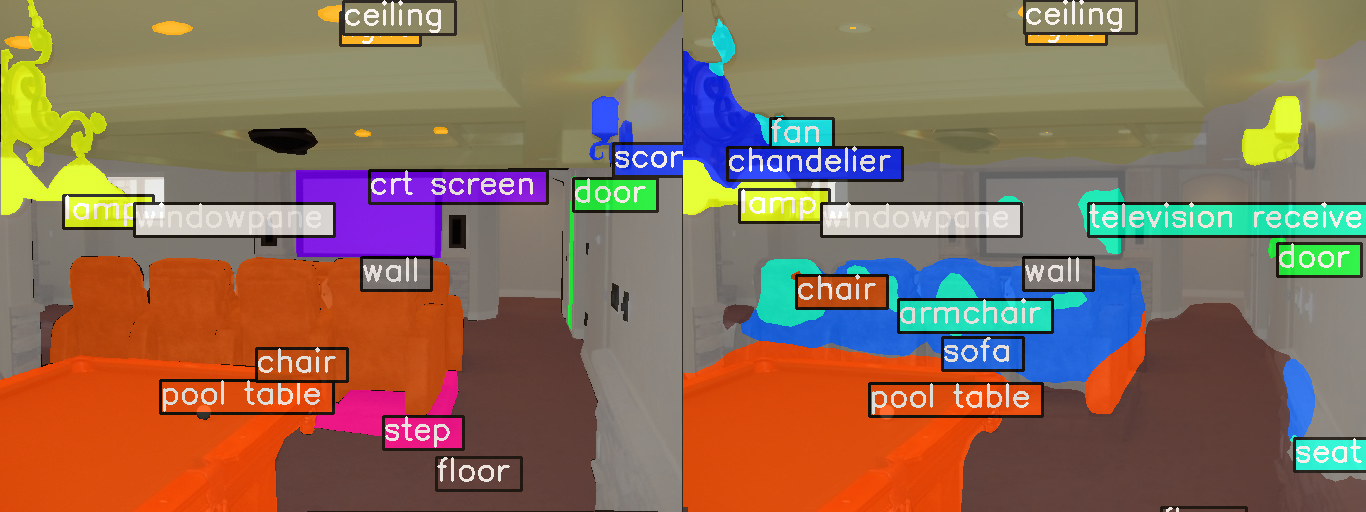 ceiling
crt screen
scon
door
lamp
windowpane
wall
chair
pool table
step
floor
ceiling
fan
chandelier
lamp
windowpane
television receive
door
wall
chair
armchair
sofa
pool table
seat